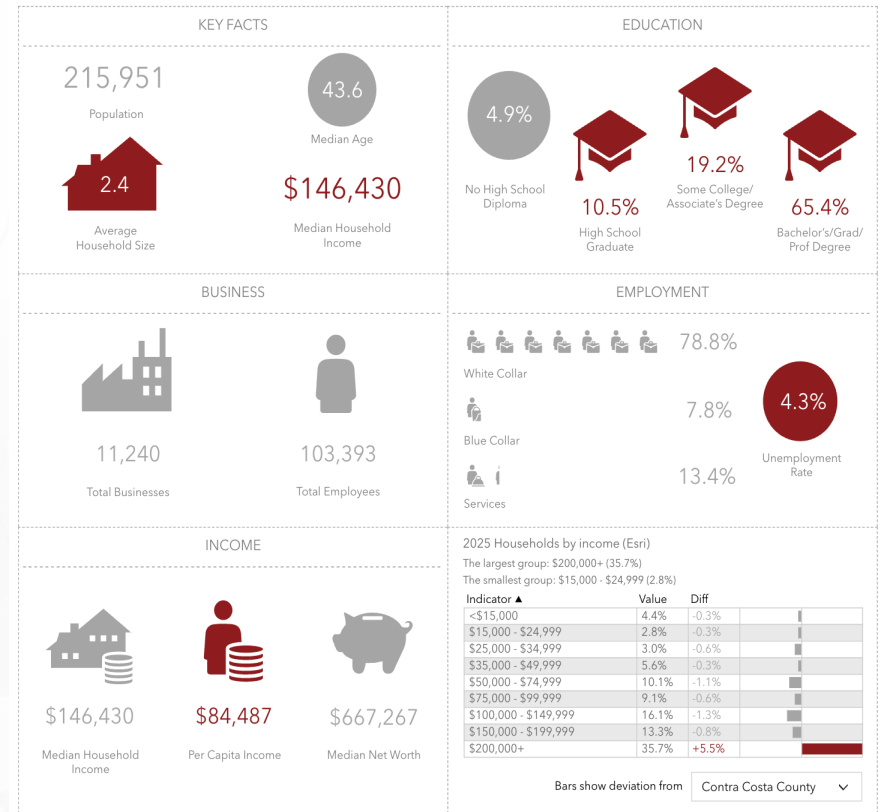 KEY FACTS
215,951
Population
43.6
Median Age
2.4
Average
Household Size
$146,430
Median Household
Income
EDUCATION
4.9%
No High School
Diploma
10.5%
High School
Graduate
19.2%
Some College/
Associate's Degree
65.4%
Bachelor's/Grad/
Prof Degree
BUSINESS
11,240
Total Businesses
103,393
Total Employees
EMPLOYMENT
78.8%
White Collar
7.8%
Blue Collar
13.4%
Services
4.3%
Unemployment
Rate
INCOME
$146,430
Median Household
Income
$84,487
Per Capita Income
$667,267
Median Net Worth
2025 Households by income (Esri)
The largest group: $200,000+ (35.7%)
The smallest group: $15,000 - $24,999 (2.8%)
Indicator ▲ Value Diff
<$15,000 4.4% -0.3%
$15,000 - $24,999 2.8% -0.3%
$25,000 - $34,999 3.0% -0.6%
$35,000 - $49,999 5.6% -0.3%
$50,000 - $74,999 10.1% -1.1%
$75,000 - $99,999 9.1% -0.6%
$100,000 - $149,999 16.1% -1.3%
$150,000 - $199,999 13.3% -0.8%
$200,000+ 35.7% +5.5%
Bars show deviation from Contra Costa County